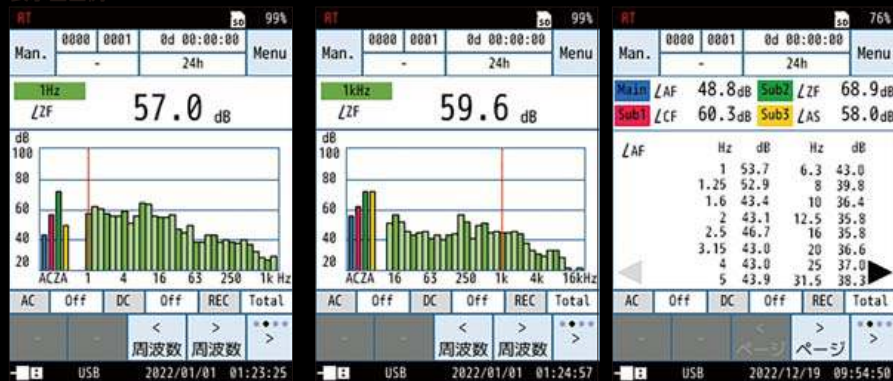 RT SD 99%
Man. 0000 0001 0d 00:00:00 Menu
- 24h
1Hz
LZF 57.0 dB
dB
100
80
60
40
20
ACZA 1 4 16 63 250 1k Hz
AC Off DC Off REC Total
- - < 周波数 > 周波数 >
USB 2022/01/01 01:23:25
RT SD 99%
Man. 0000 0001 0d 00:00:00 Menu
- 24h
1kHz
LZF 59.6 dB
dB
100
80
60
40
20
ACZA 16 63 250 1k 4k 16kHz
AC Off DC Off REC Total
- - < 周波数 > 周波数 >
USB 2022/01/01 01:24:57
RT SD 76%
Man. 0000 0001 0d 00:00:00 Menu
- 24h
Main LAF 48.8dB Sub2 LZF 68.9dB
Sub1 LCF 60.3dB Sub3 LAS 58.0dB
LAF Hz dB Hz dB
1 53.7 6.3 43.0
1.25 52.9 8 39.8
1.6 43.4 10 36.4
2 43.1 12.5 35.8
2.5 46.7 16 35.8
3.15 43.0 20 36.6
4 43.0 25 37.0
5 43.9 31.5 38.3
AC Off DC Off REC Total
- - < ページ > ページ >
USB 2022/12/19 09:54:50